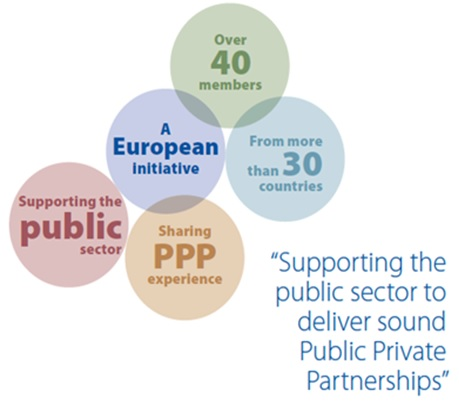 Over
40
members
A
European
initiative
From more
than 30
countries
Supporting the
public
sector
Sharing
PPP
experience
“Supporting the
public sector to
deliver sound
Public Private
Partnerships”